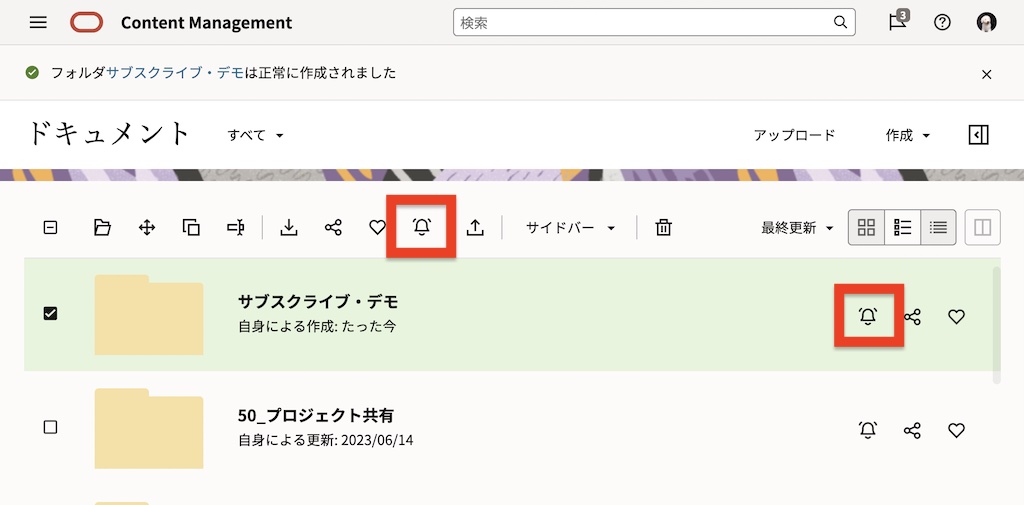 Content Management
検索
3
フォルダサブスクライブ・デモは正常に作成されました
ドキュメント
すべて
アップロード
作成
サイドバー
最終更新
サブスクライブ・デモ
自身による作成: たった今
50_プロジェクト共有
自身による更新: 2023/06/14